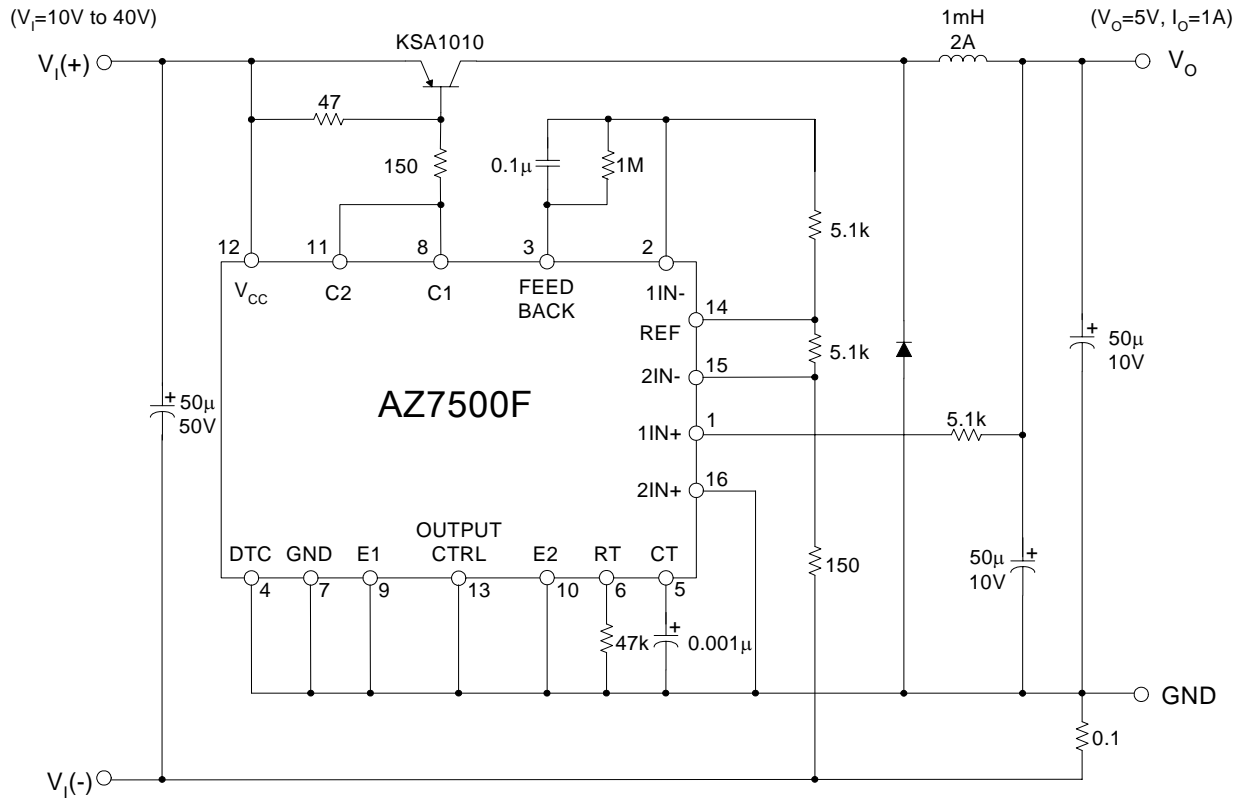 (VI=10V to 40V)
1mH
2A
(VO=5V, IO=1A)
KSA1010
VI(+)
VO
47
150
0.1μ
1M
5.1k
12
11
8
3
2
VCC
C2
C1
FEED
BACK
1IN-
14
REF
5.1k
15
2IN-
+
50μ
10V
+
50μ
50V
AZ7500F
1
1IN+
5.1k
16
2IN+
DTC
GND
E1
OUTPUT
CTRL
E2
RT
CT
150
+
50μ
10V
4
7
9
13
10
6
5
47k
+
0.001μ
GND
0.1
VI(-)